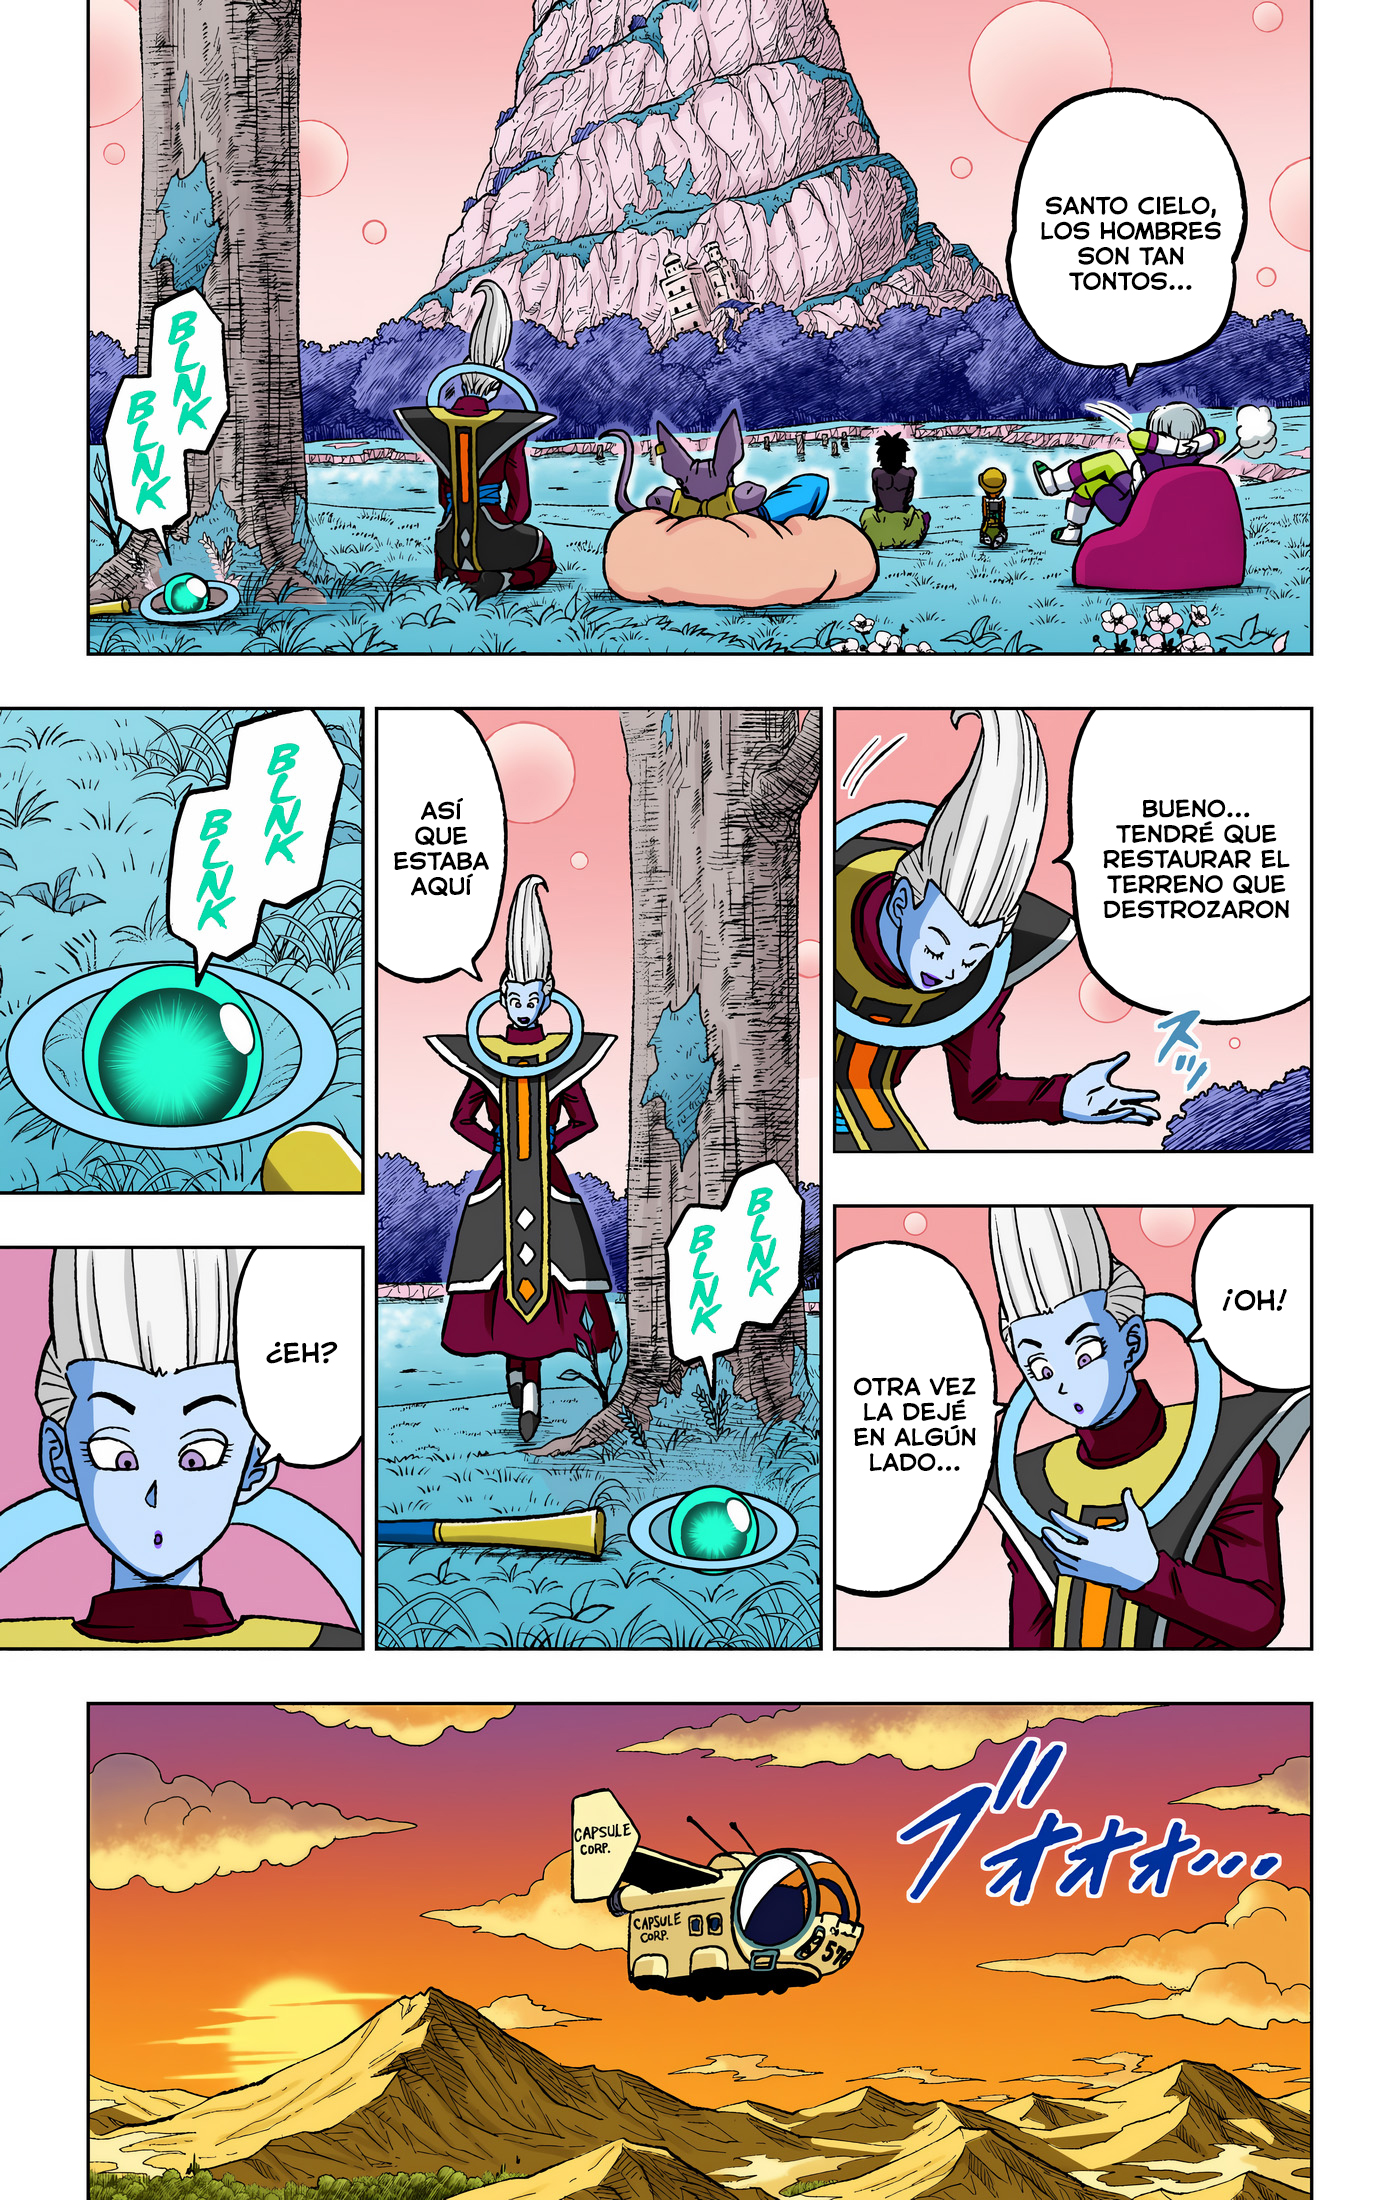 SANTO CIELO,
LOS HOMBRES
SON TAN
TONTOS...
BLNK
BLNK
BUENO...
TENDRÉ QUE
RESTAURAR EL
TERRENO QUE
DESTROZARON
ズッ
¡OH!
OTRA VEZ
LA DEJÉ
EN ALGÚN
LADO...
ASÍ
QUE
ESTABA
AQUÍ
BLNK
BLNK
BLNK
BLNK
¿EH?
ブオオオ...
CAPSULE
CORP.
CAPSULE
CORP.
576